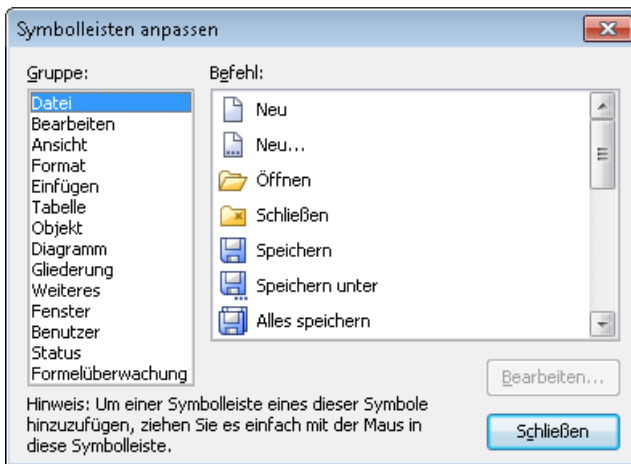 Symbolleisten anpassen
Gruppe:
Datei
Bearbeiten
Ansicht
Format
Einfügen
Tabelle
Objekt
Diagramm
Gliederung
Weiteres
Fenster
Benutzer
Status
Formelüberwachung
Befehl:
Neu
Neu...
Öffnen
Schließen
Speichern
Speichern unter
Alles speichern
Bearbeiten...
Hinweis: Um einer Symbolleiste eines dieser Symbole
hinzuzufügen, ziehen Sie es einfach mit der Maus in
diese Symbolleiste.
Schließen